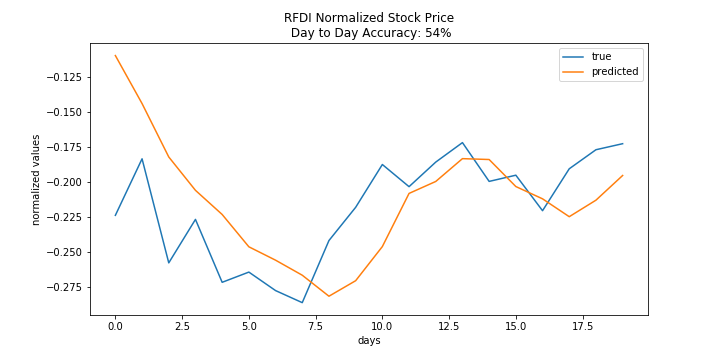 RFDI Normalized Stock Price
Day to Day Accuracy: 54%
true
predicted
normalized values
−0.125
−0.150
−0.175
−0.200
−0.225
−0.250
−0.275
0.0 2.5 5.0 7.5 10.0 12.5 15.0 17.5
days